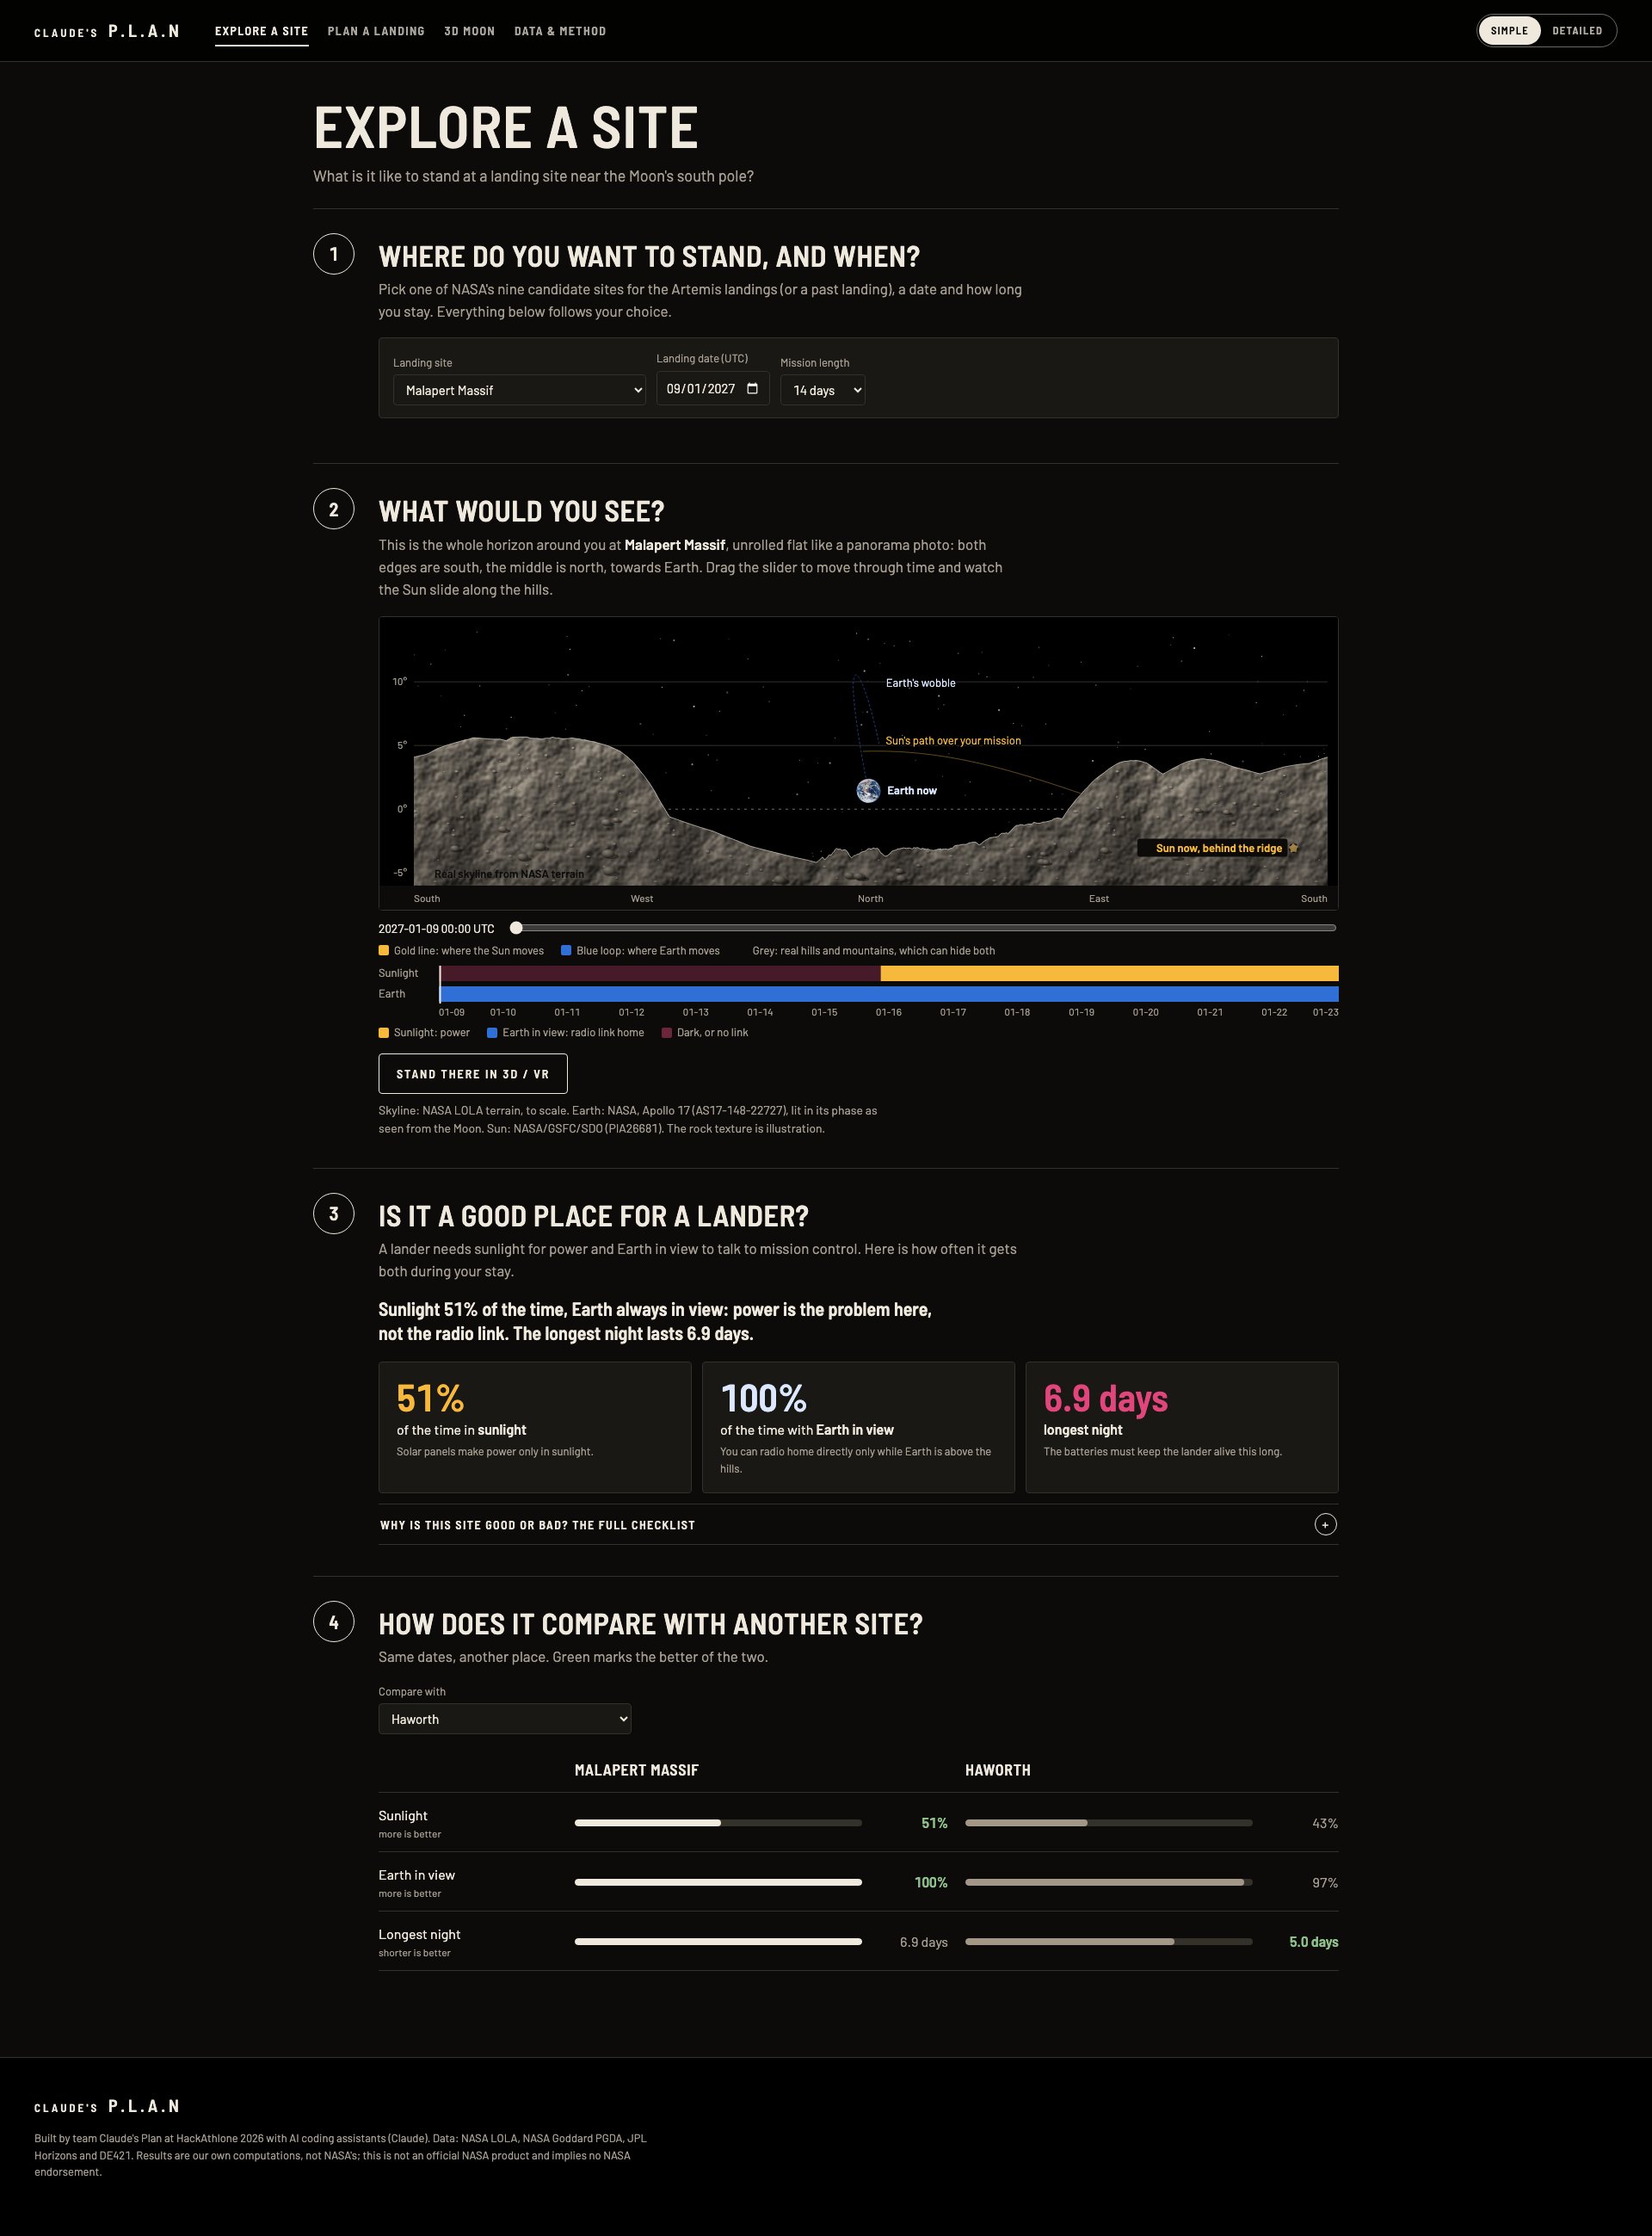 CLAUDE'S P.L.A.N
EXPLORE A SITE
PLAN A LANDING
3D MOON
DATA & METHOD
SIMPLE
DETAILED
EXPLORE A SITE
What is it like to stand at a landing site near the Moon's south pole?
1
WHERE DO YOU WANT TO STAND, AND WHEN?
Pick one of NASA's nine candidate sites for the Artemis landings (or a past landing), a date and how long
you stay. Everything below follows your choice.
Landing site
Landing date (UTC)
Mission length
Malapert Massif
09/01/2027
14 days
2
WHAT WOULD YOU SEE?
This is the whole horizon around you at Malapert Massif, unrolled flat like a panorama photo: both
edges are south, the middle is north, towards Earth. Drag the slider to move through time and watch
the Sun slide along the hills.
10°
Earth's wobble
5°
Sun's path over your mission
Earth now
0°
Sun now, behind the ridge
-5°
Real skyline from NASA terrain
South
West
North
East
South
2027-01-09 00:00 UTC
Gold line: where the Sun moves
Blue loop: where Earth moves
Grey: real hills and mountains, which can hide both
Sunlight
Earth
01-09
01-10
01-11
01-12
01-13
01-14
01-15
01-16
01-17
01-18
01-19
01-20
01-21
01-22
01-23
Sunlight: power
Earth in view: radio link home
Dark, or no link
STAND THERE IN 3D / VR
Skyline: NASA LOLA terrain, to scale. Earth: NASA, Apollo 17 (AS17-148-22727), lit in its phase as
seen from the Moon. Sun: NASA/GSFC/SDO (PIA26681). The rock texture is illustration.
3
IS IT A GOOD PLACE FOR A LANDER?
A lander needs sunlight for power and Earth in view to talk to mission control. Here is how often it gets
both during your stay.
Sunlight 51% of the time, Earth always in view: power is the problem here,
not the radio link. The longest night lasts 6.9 days.
51%
of the time in sunlight
Solar panels make power only in sunlight.
100%
of the time with Earth in view
You can radio home directly only while Earth is above the
hills.
6.9 days
longest night
The batteries must keep the lander alive this long.
WHY IS THIS SITE GOOD OR BAD? THE FULL CHECKLIST
+
4
HOW DOES IT COMPARE WITH ANOTHER SITE?
Same dates, another place. Green marks the better of the two.
Compare with
Haworth
MALAPERT MASSIF
HAWORTH
Sunlight
more is better
51%
43%
Earth in view
more is better
100%
97%
Longest night
shorter is better
6.9 days
5.0 days
CLAUDE'S P.L.A.N
Built by team Claude's Plan at HackAthlone 2026 with AI coding assistants (Claude). Data: NASA LOLA, NASA Goddard PGDA, JPL
Horizons and DE421. Results are our own computations, not NASA's; this is not an official NASA product and implies no NASA
endorsement.